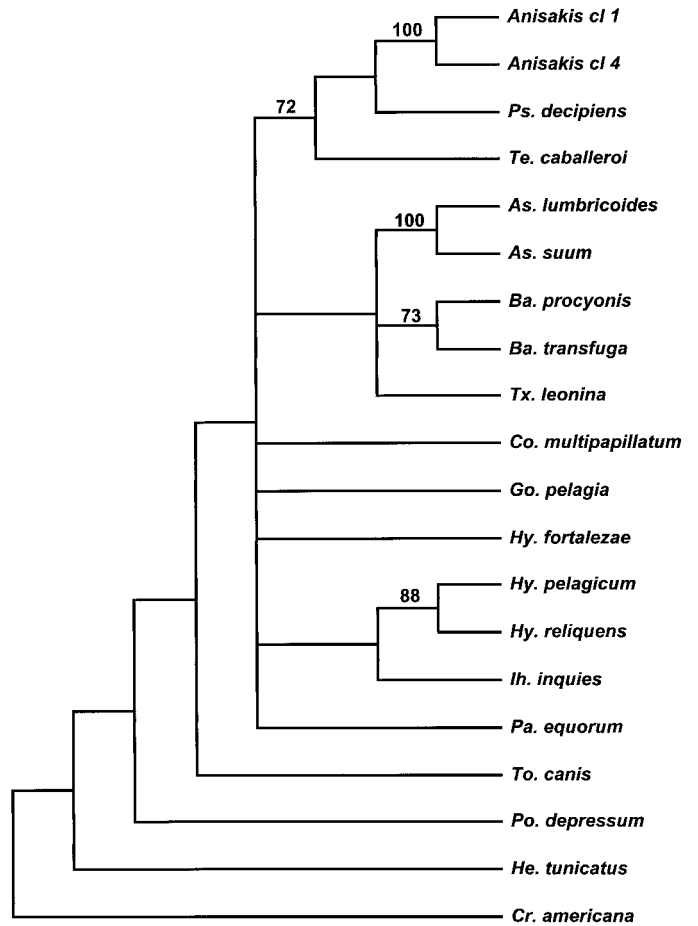 Anisakis cl 1
100
Anisakis cl 4
72
Ps. decipiens
Te. caballeroi
As. lumbricoides
100
As. suum
Ba. procyonis
73
Ba. transfuga
Tx. leonina
Co. multipapillatum
Go. pelagia
Hy. fortalezae
Hy. pelagicum
88
Hy. reliquens
Ih. inquies
Pa. equorum
To. canis
Po. depressum
He. tunicatus
Cr. americana